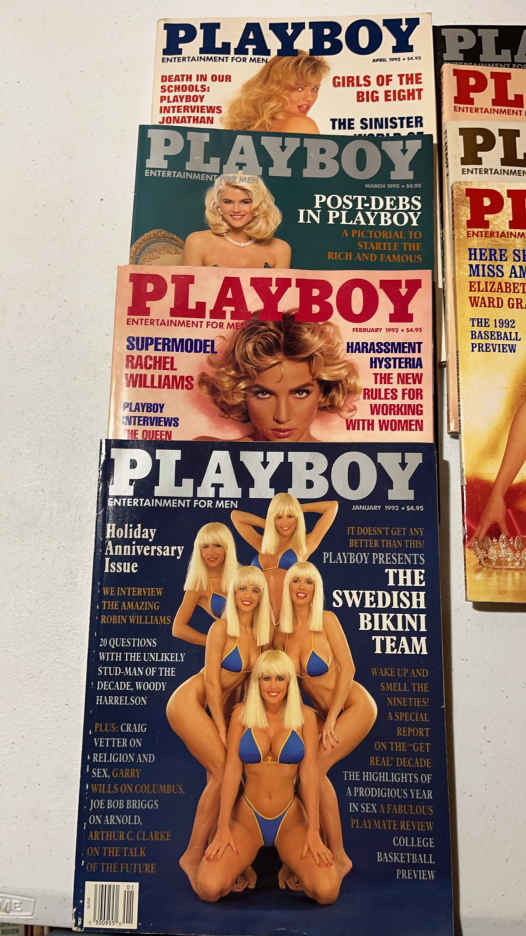 PLAYBOY
ENTERTAINMENT FOR MEN
APRIL 1992 • $4.95
DEATH IN OUR
SCHOOLS:
PLAYBOY
INTERVIEWS
JONATHAN
GIRLS OF THE
BIG EIGHT
THE SINISTER
PLAYBOY
ENTERTAINMENT FOR MEN
MARCH 1992 • $4.95
POST-DEBS
IN PLAYBOY
A PICTORIAL TO
STARTLE THE
RICH AND FAMOUS
PLAYBOY
ENTERTAINMENT FOR MEN
FEBRUARY 1992 • $4.95
SUPERMODEL
RACHEL
WILLIAMS
PLAYBOY
INTERVIEWS
THE QUEEN
HARASSMENT
HYSTERIA
THE NEW
RULES FOR
WORKING
WITH WOMEN
PLAYBOY
ENTERTAINMENT FOR MEN
JANUARY 1992 • $4.95
Holiday
Anniversary
Issue
WE INTERVIEW
THE AMAZING
ROBIN WILLIAMS
20 QUESTIONS
WITH THE UNLIKELY
STUD-MAN OF THE
DECADE, WOODY
HARRELSON
PLUS: CRAIG
VETTER ON
RELIGION AND
SEX, GARRY
WILLS ON COLUMBUS,
JOE BOB BRIGGS
ON ARNOLD,
ARTHUR C. CLARKE
ON THE TALK
OF THE FUTURE
IT DOESN'T GET ANY
BETTER THAN THIS!
PLAYBOY PRESENTS
THE
SWEDISH
BIKINI
TEAM
WAKE UP AND
SMELL THE
NINETIES!
A SPECIAL
REPORT
ON THE "GET
REAL" DECADE
THE HIGHLIGHTS OF
A PRODIGIOUS YEAR
IN SEX A FABULOUS
PLAYMATE REVIEW
COLLEGE
BASKETBALL
PREVIEW
01
PLA
PL
ENTERTAINMENT
P
ENTERTAINMEN
P
ENTERTAINMEN
HERE SH
MISS AM
ELIZABET
WARD GRA
THE 1992
BASEBALL
PREVIEW
ME